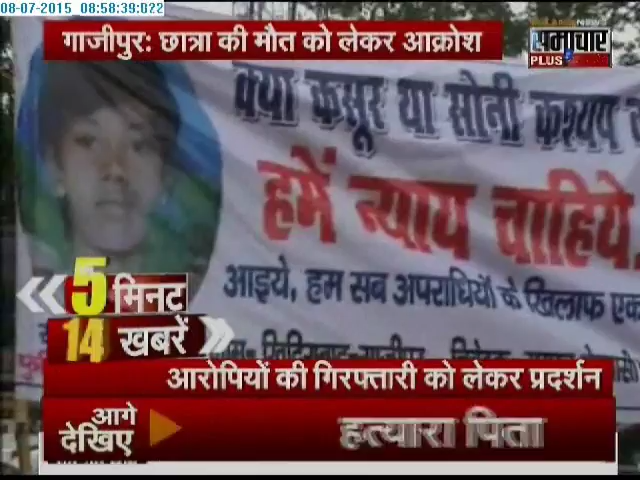 08-07-2015 08:58:39:022
गाजीपुर: छात्रा की मौत को लेकर आक्रोश
समाचार
PLUS
क्या कसूर था सोनी कश्यप
हमें न्याय चाहिये.
आइये, हम सब अपराधियों के खिलाफ एक
5 मिनट
14 खबरें
आरोपियों की गिरफ्तारी को लेकर प्रदर्शन
आगे
देखिए
हत्यारा पिता